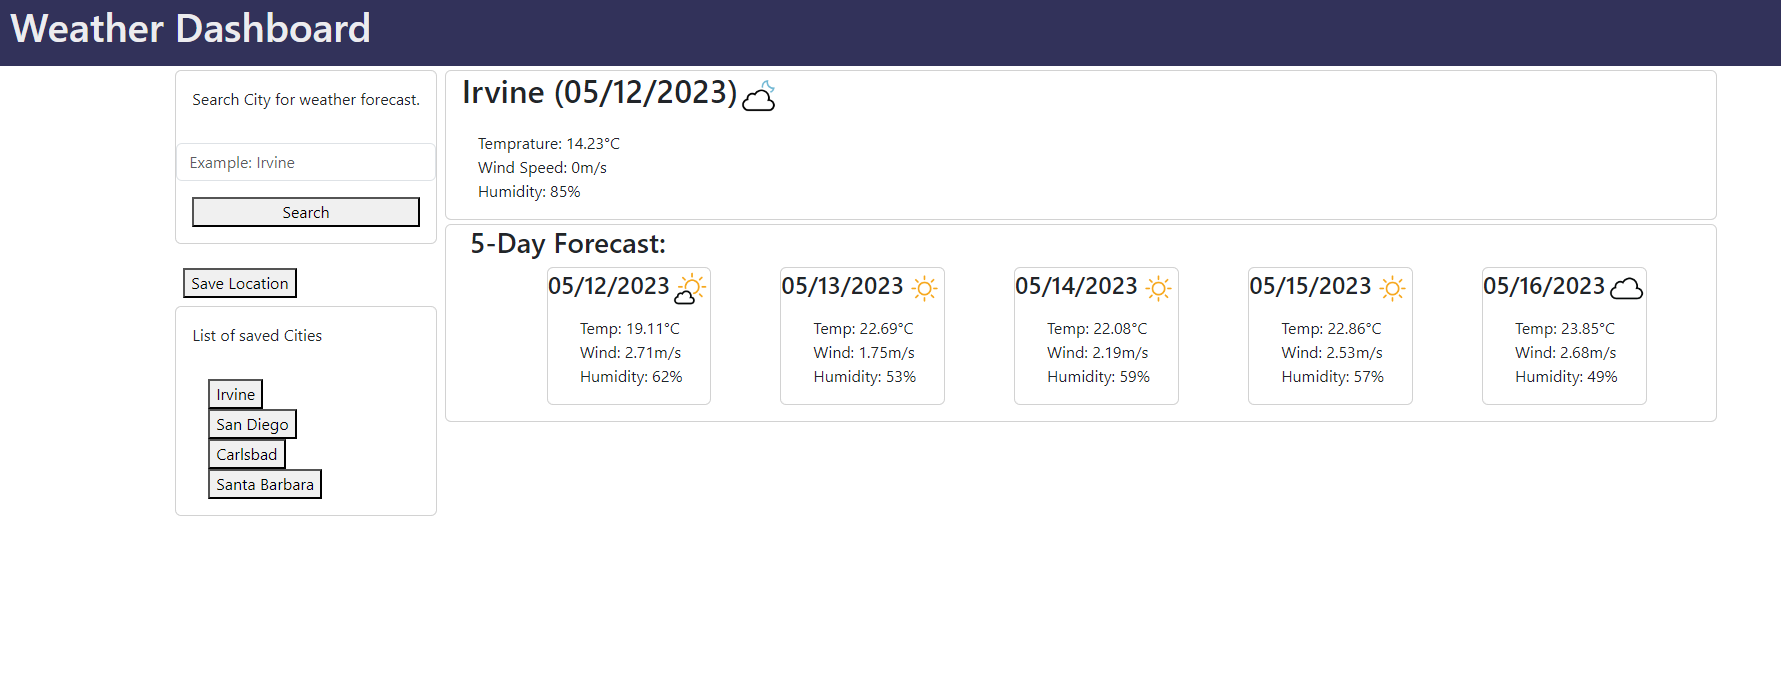 Weather Dashboard
Search City for weather forecast.
Example: Irvine
Search
Save Location
List of saved Cities
Irvine
San Diego
Carlsbad
Santa Barbara
Irvine (05/12/2023)
Temprature: 14.23°C
Wind Speed: 0m/s
Humidity: 85%
5-Day Forecast:
05/12/2023
Temp: 19.11°C
Wind: 2.71m/s
Humidity: 62%
05/13/2023
Temp: 22.69°C
Wind: 1.75m/s
Humidity: 53%
05/14/2023
Temp: 22.08°C
Wind: 2.19m/s
Humidity: 59%
05/15/2023
Temp: 22.86°C
Wind: 2.53m/s
Humidity: 57%
05/16/2023
Temp: 23.85°C
Wind: 2.68m/s
Humidity: 49%